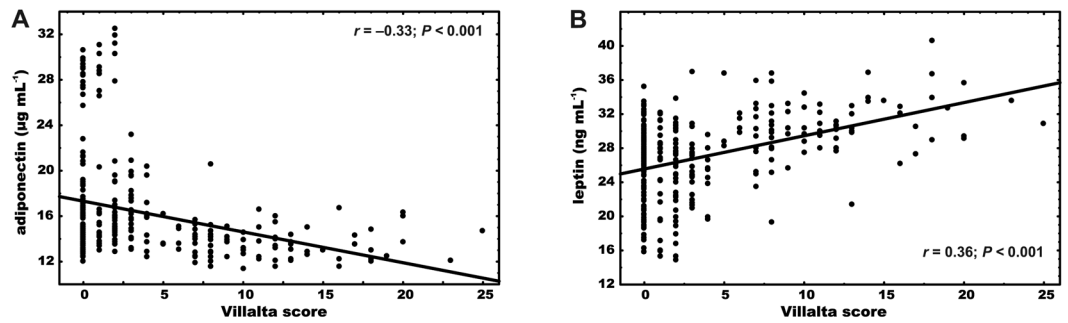 A
r = –0.33; P < 0.001
adiponectin (µg mL⁻¹)
32
28
24
20
16
12
0 5 10 15 20 25
Villalta score
B
leptin (ng mL⁻¹)
40
36
32
28
24
20
16
12
r = 0.36; P < 0.001
0 5 10 15 20 25
Villalta score